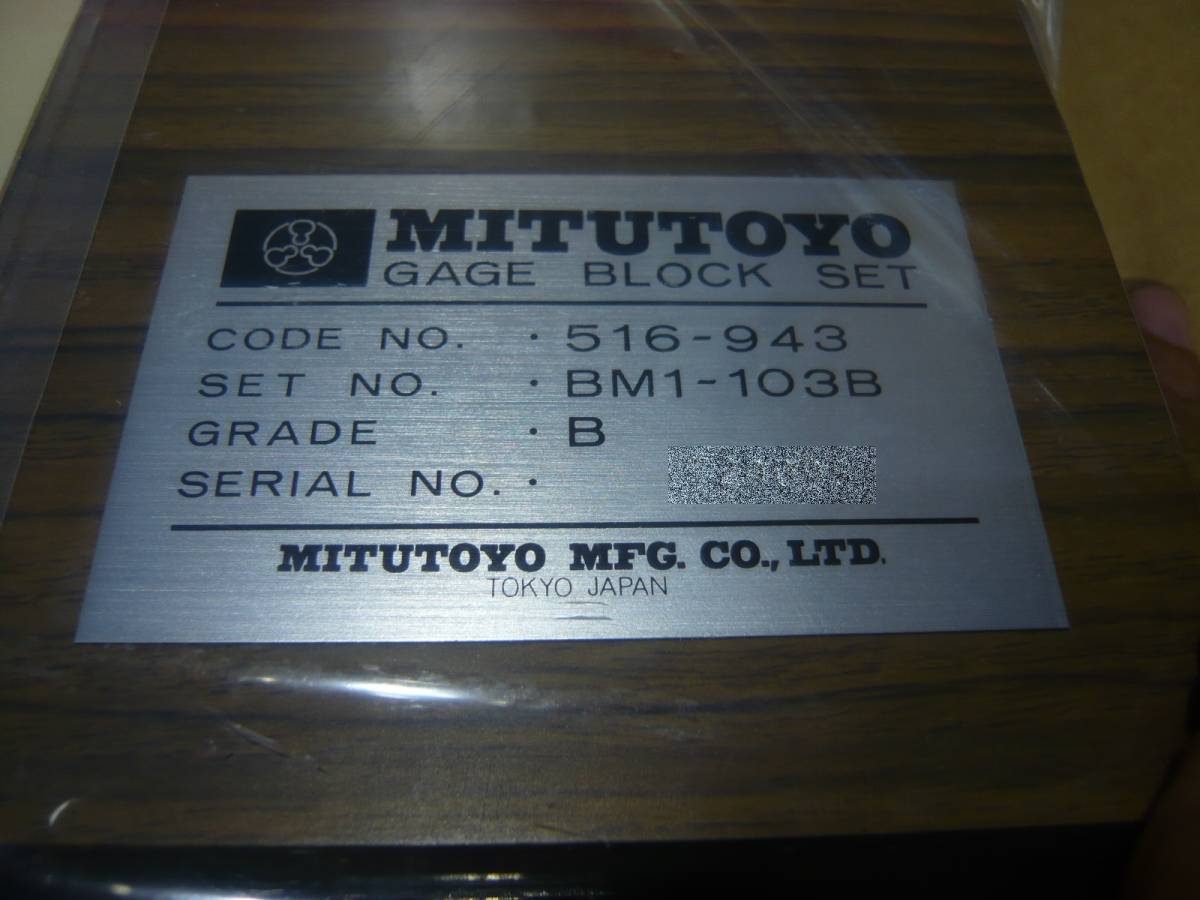 MITUTOYO
GAGE BLOCK SET
CODE NO. · 516-943
SET NO. · BM1-103B
GRADE · B
SERIAL NO. ·
MITUTOYO MFG. CO., LTD.
TOKYO JAPAN